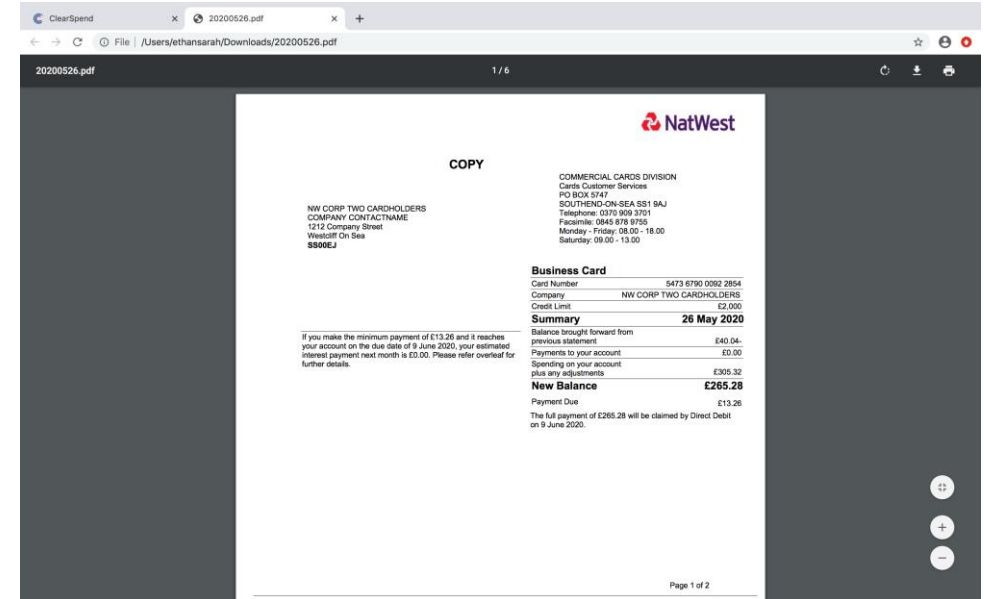 ClearSpend
20200526.pdf
File | /Users/ethansarah/Downloads/20200526.pdf
20200526.pdf
1 / 6
NatWest
COPY
COMMERCIAL CARDS DIVISION
Cards Customer Services
PO BOX 5747
SOUTHEND-ON-SEA SS1 9AJ
Telephone: 0370 909 3701
Facsimile: 0845 878 9755
Monday - Friday: 08.00 - 18.00
Saturday: 09.00 - 13.00
NW CORP TWO CARDHOLDERS
COMPANY CONTACTNAME
1212 Company Street
Westcliff On Sea
SS00EJ
Business Card
Card Number 5473 6790 0092 2854
Company NW CORP TWO CARDHOLDERS
Credit Limit £2,000
Summary 26 May 2020
Balance brought forward from
previous statement £40.04-
Payments to your account £0.00
Spending on your account
plus any adjustments £305.32
New Balance £265.28
Payment Due £13.26
The full payment of £265.28 will be claimed by Direct Debit
on 9 June 2020.
If you make the minimum payment of £13.26 and it reaches
your account on the due date of 9 June 2020, your estimated
interest payment next month is £0.00. Please refer overleaf for
further details.
Page 1 of 2